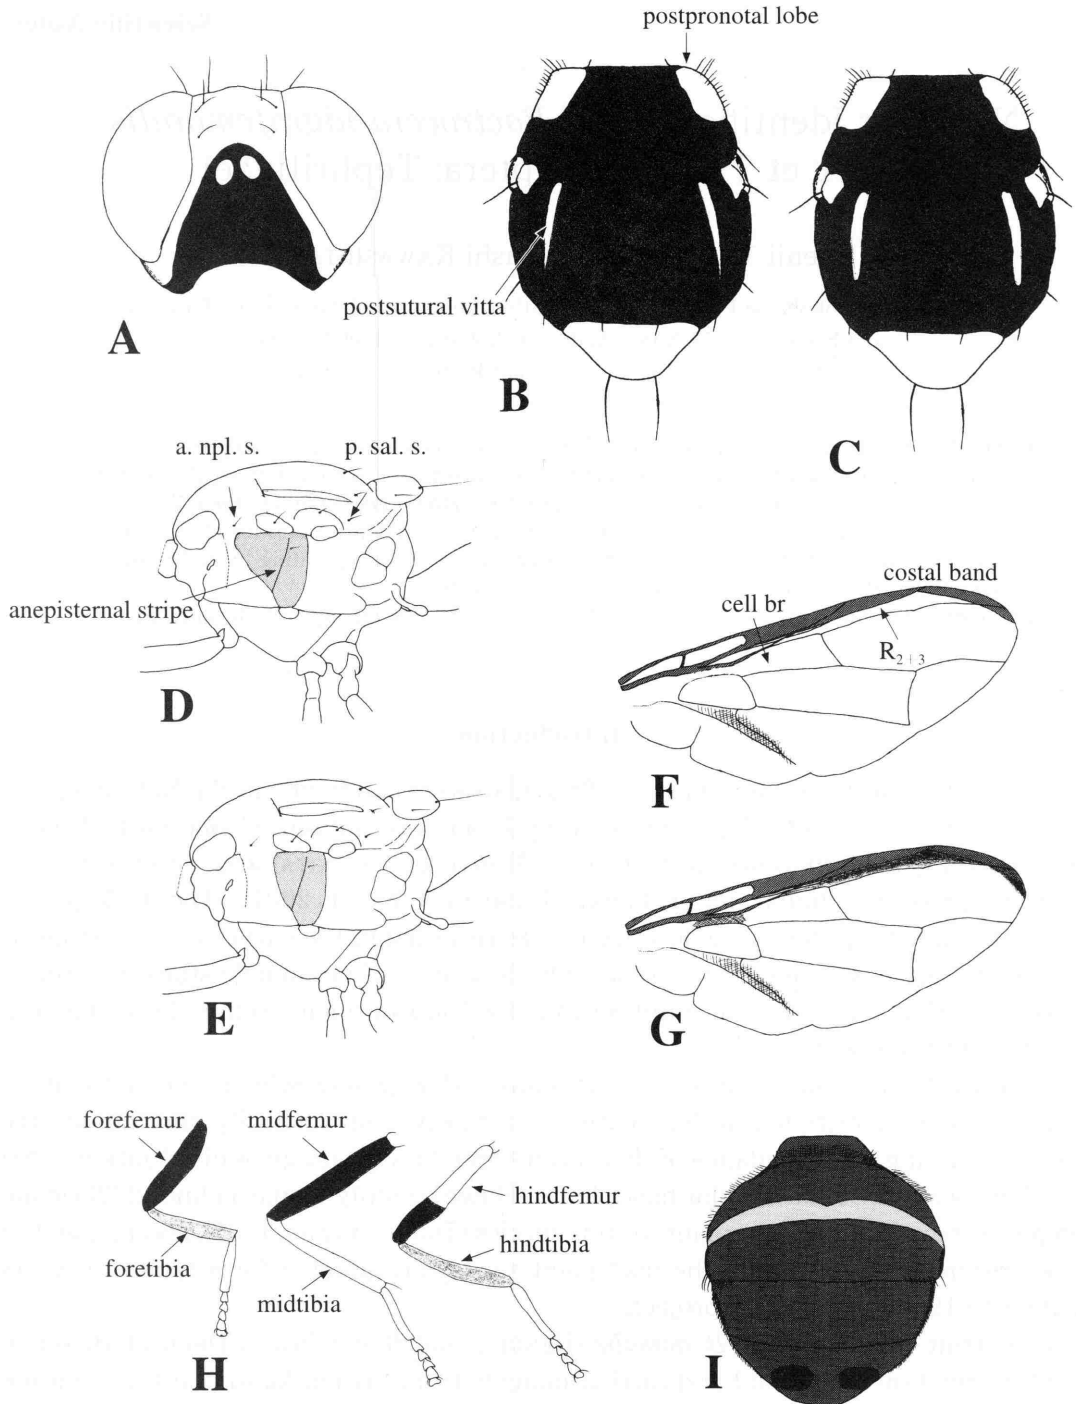 postpronotal lobe
postsutural vitta
A
B
C
a. npl. s.
p. sal. s.
anepisternal stripe
D
costal band
cell br
R2+3
F
E
G
forefemur
midfemur
hindfemur
foretibia
hindtibia
midtibia
H
I